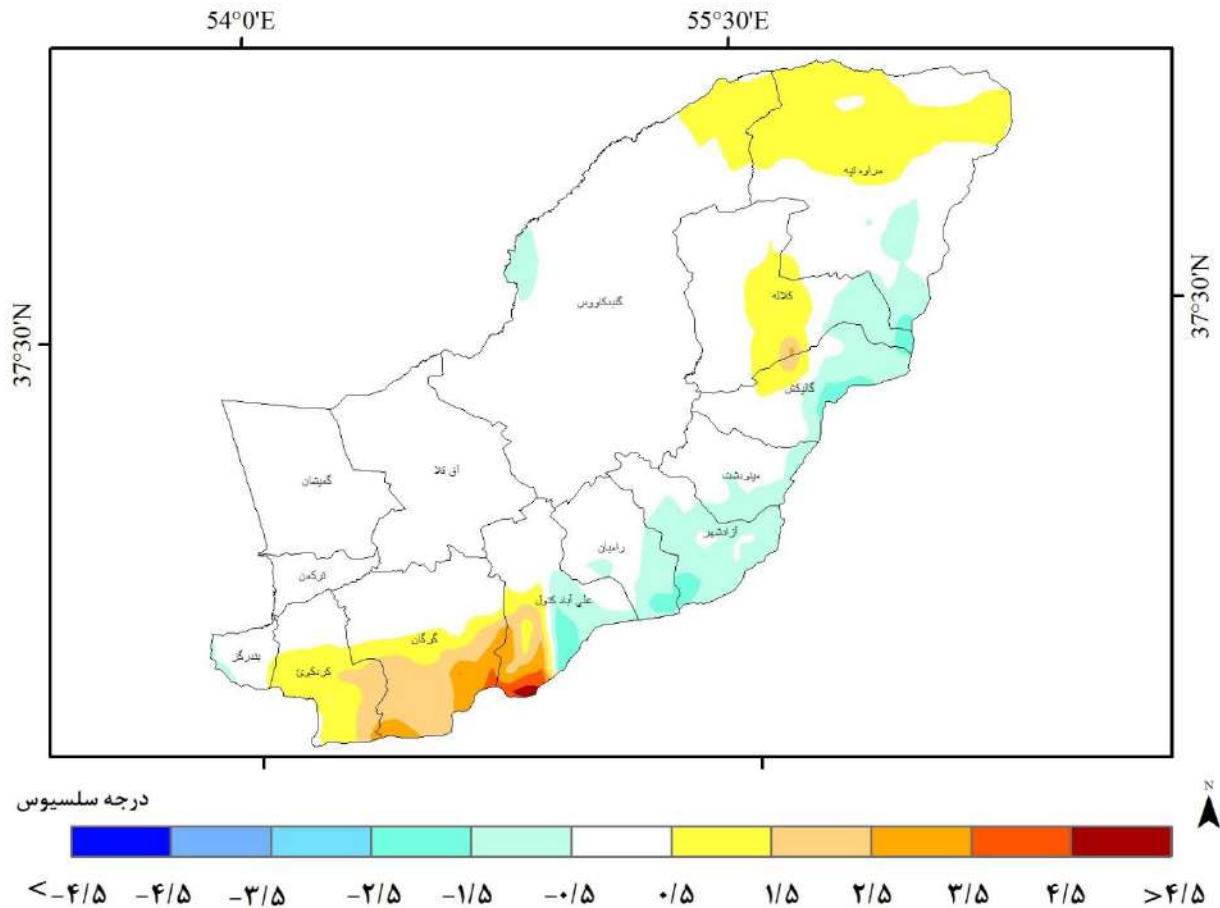 54°0'E 55°30'E
37°30'N
37°30'N
مراوه تپه
کلاله
گنبدکاووس
گالیکش
مینودشت
آزادشهر
رامیان
علي آباد کتول
آق قلا
گمیشان
ترکمن
گرگان
بندرگز
کردکوی
درجه سلسیوس
N
<-۴/۵ -۴/۵ -۳/۵ -۲/۵ -۱/۵ -۰/۵ ۰/۵ ۱/۵ ۲/۵ ۳/۵ ۴/۵ >۴/۵